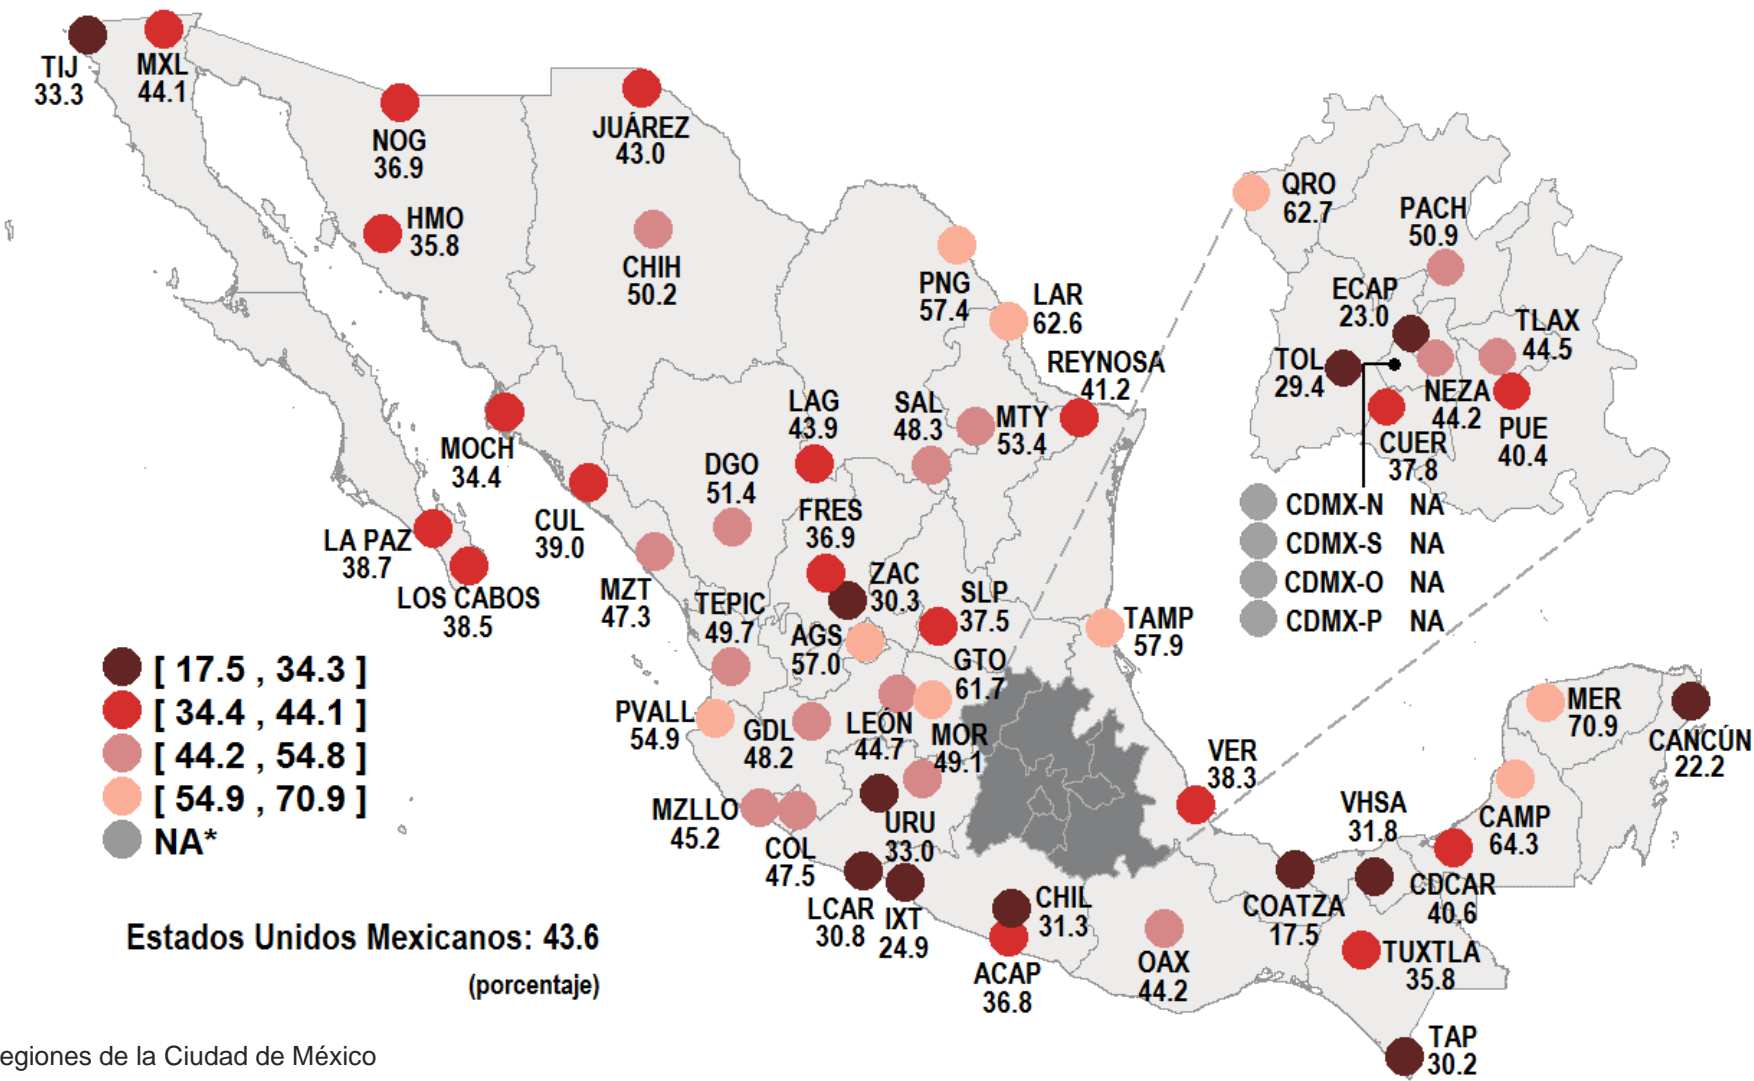 TIJ
33.3
MXL
44.1
NOG
36.9
HMO
35.8
JUÁREZ
43.0
CHIH
50.2
PNG
57.4
LAR
62.6
REYNOSA
41.2
LAG
43.9
SAL
48.3
MTY
53.4
MOCH
34.4
DGO
51.4
FRES
36.9
CUL
39.0
LA PAZ
38.7
LOS CABOS
38.5
MZT
47.3
TEPIC
49.7
ZAC
30.3
AGS
57.0
SLP
37.5
TAMP
57.9
GTO
61.7
PVALL
54.9
GDL
48.2
LEÓN
44.7
MOR
49.1
MZLLO
45.2
COL
47.5
URU
33.0
LCAR
30.8
IXT
24.9
CHIL
31.3
ACAP
36.8
OAX
44.2
VER
38.3
COATZA
17.5
VHSA
31.8
CDCAR
40.6
TUXTLA
35.8
TAP
30.2
CAMP
64.3
MER
70.9
CANCÚN
22.2
QRO
62.7
PACH
50.9
ECAP
23.0
TLAX
44.5
TOL
29.4
NEZA
44.2
CUER
37.8
PUE
40.4
CDMX-N NA
CDMX-S NA
CDMX-O NA
CDMX-P NA
[ 17.5 , 34.3 ]
[ 34.4 , 44.1 ]
[ 44.2 , 54.8 ]
[ 54.9 , 70.9 ]
NA*
Estados Unidos Mexicanos: 43.6
(porcentaje)
egiones de la Ciudad de México